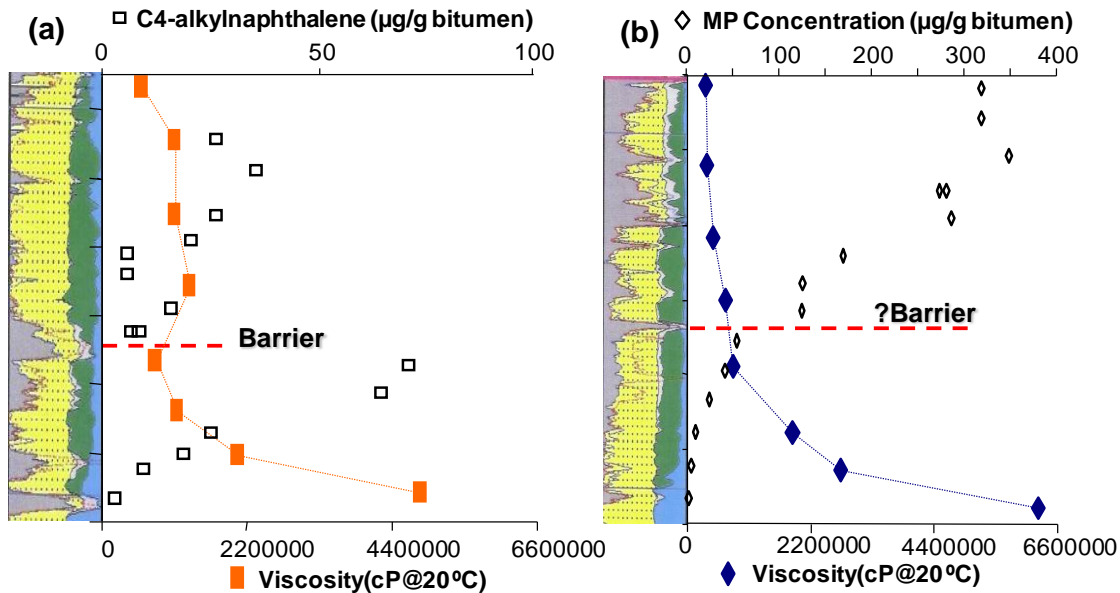 (a) C4-alkylnaphthalene (µg/g bitumen)
0 50 100
Barrier
0 2200000 4400000 6600000
Viscosity(cP@20ºC)
(b) MP Concentration (µg/g bitumen)
0 100 200 300 400
?Barrier
0 2200000 4400000 6600000
Viscosity(cP@20ºC)